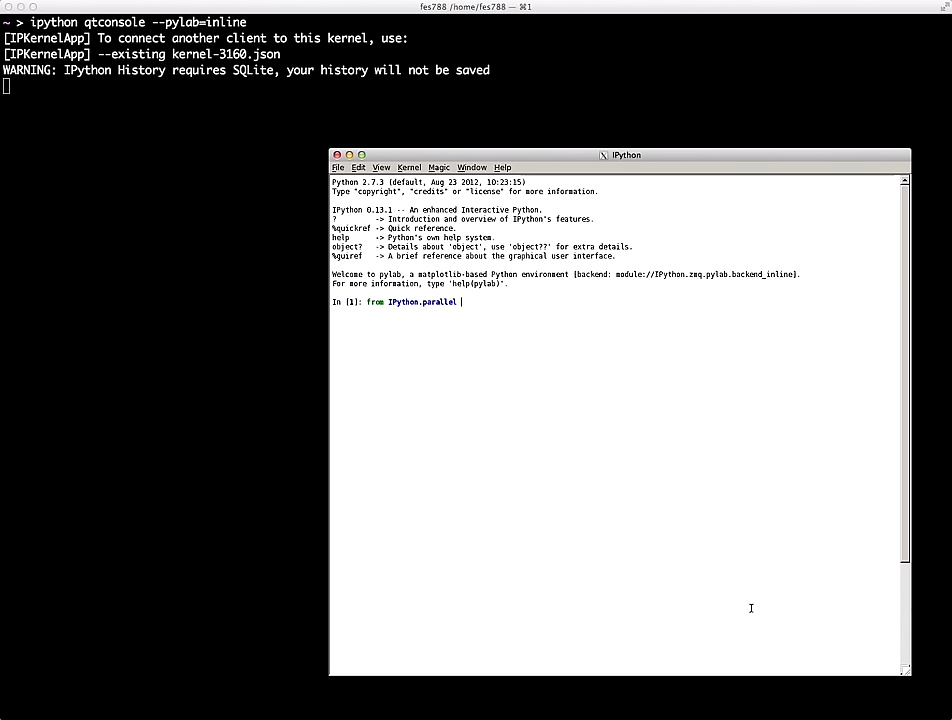 fes788 /home/fes788 — ⌘1
~ > ipython qtconsole --pylab=inline
[IPKernelApp] To connect another client to this kernel, use:
[IPKernelApp] --existing kernel-3160.json
WARNING: IPython History requires SQLite, your history will not be saved
IPython
File Edit View Kernel Magic Window Help
Python 2.7.3 (default, Aug 23 2012, 10:23:15)
Type "copyright", "credits" or "license" for more information.
IPython 0.13.1 -- An enhanced Interactive Python.
? -> Introduction and overview of IPython's features.
%quickref -> Quick reference.
help -> Python's own help system.
object? -> Details about 'object', use 'object??' for extra details.
%guiref -> A brief reference about the graphical user interface.
Welcome to pylab, a matplotlib-based Python environment [backend: module://IPython.zmq.pylab.backend_inline].
For more information, type 'help(pylab)'.
In [1]: from IPython.parallel